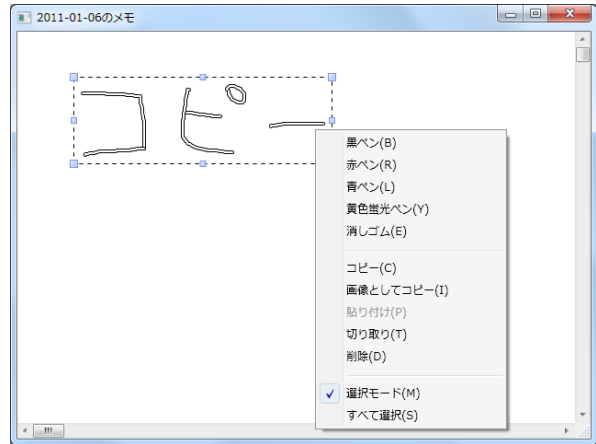 2011-01-06のメモ
コピー
黒ペン(B)
赤ペン(R)
青ペン(L)
黄色蛍光ペン(Y)
消しゴム(E)
コピー(C)
画像としてコピー(I)
貼り付け(P)
切り取り(T)
削除(D)
選択モード(M)
すべて選択(S)